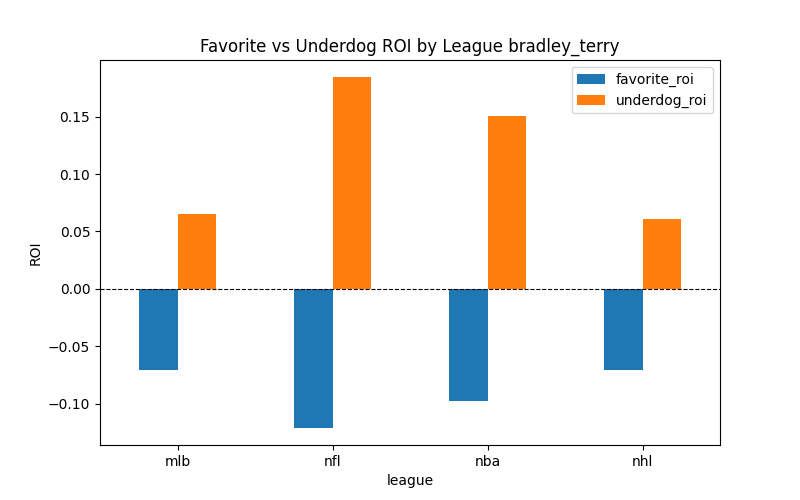 Favorite vs Underdog ROI by League bradley_terry
favorite_roi
underdog_roi
0.15
0.10
0.05
0.00
−0.05
−0.10
ROI
mlb
nfl
nba
nhl
league